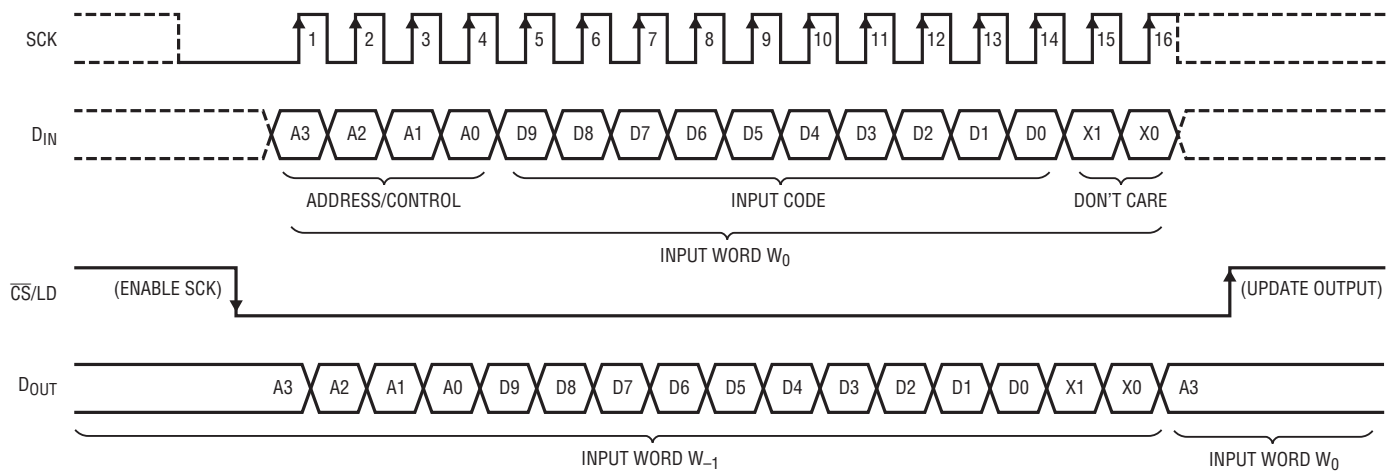 SCK 1 2 3 4 5 6 7 8 9 10 11 12 13 14 15 16
DIN A3 A2 A1 A0 D9 D8 D7 D6 D5 D4 D3 D2 D1 D0 X1 X0
ADDRESS/CONTROL INPUT CODE DON'T CARE
INPUT WORD W0
CS/LD (ENABLE SCK) (UPDATE OUTPUT)
DOUT A3 A2 A1 A0 D9 D8 D7 D6 D5 D4 D3 D2 D1 D0 X1 X0 A3
INPUT WORD W–1 INPUT WORD W0